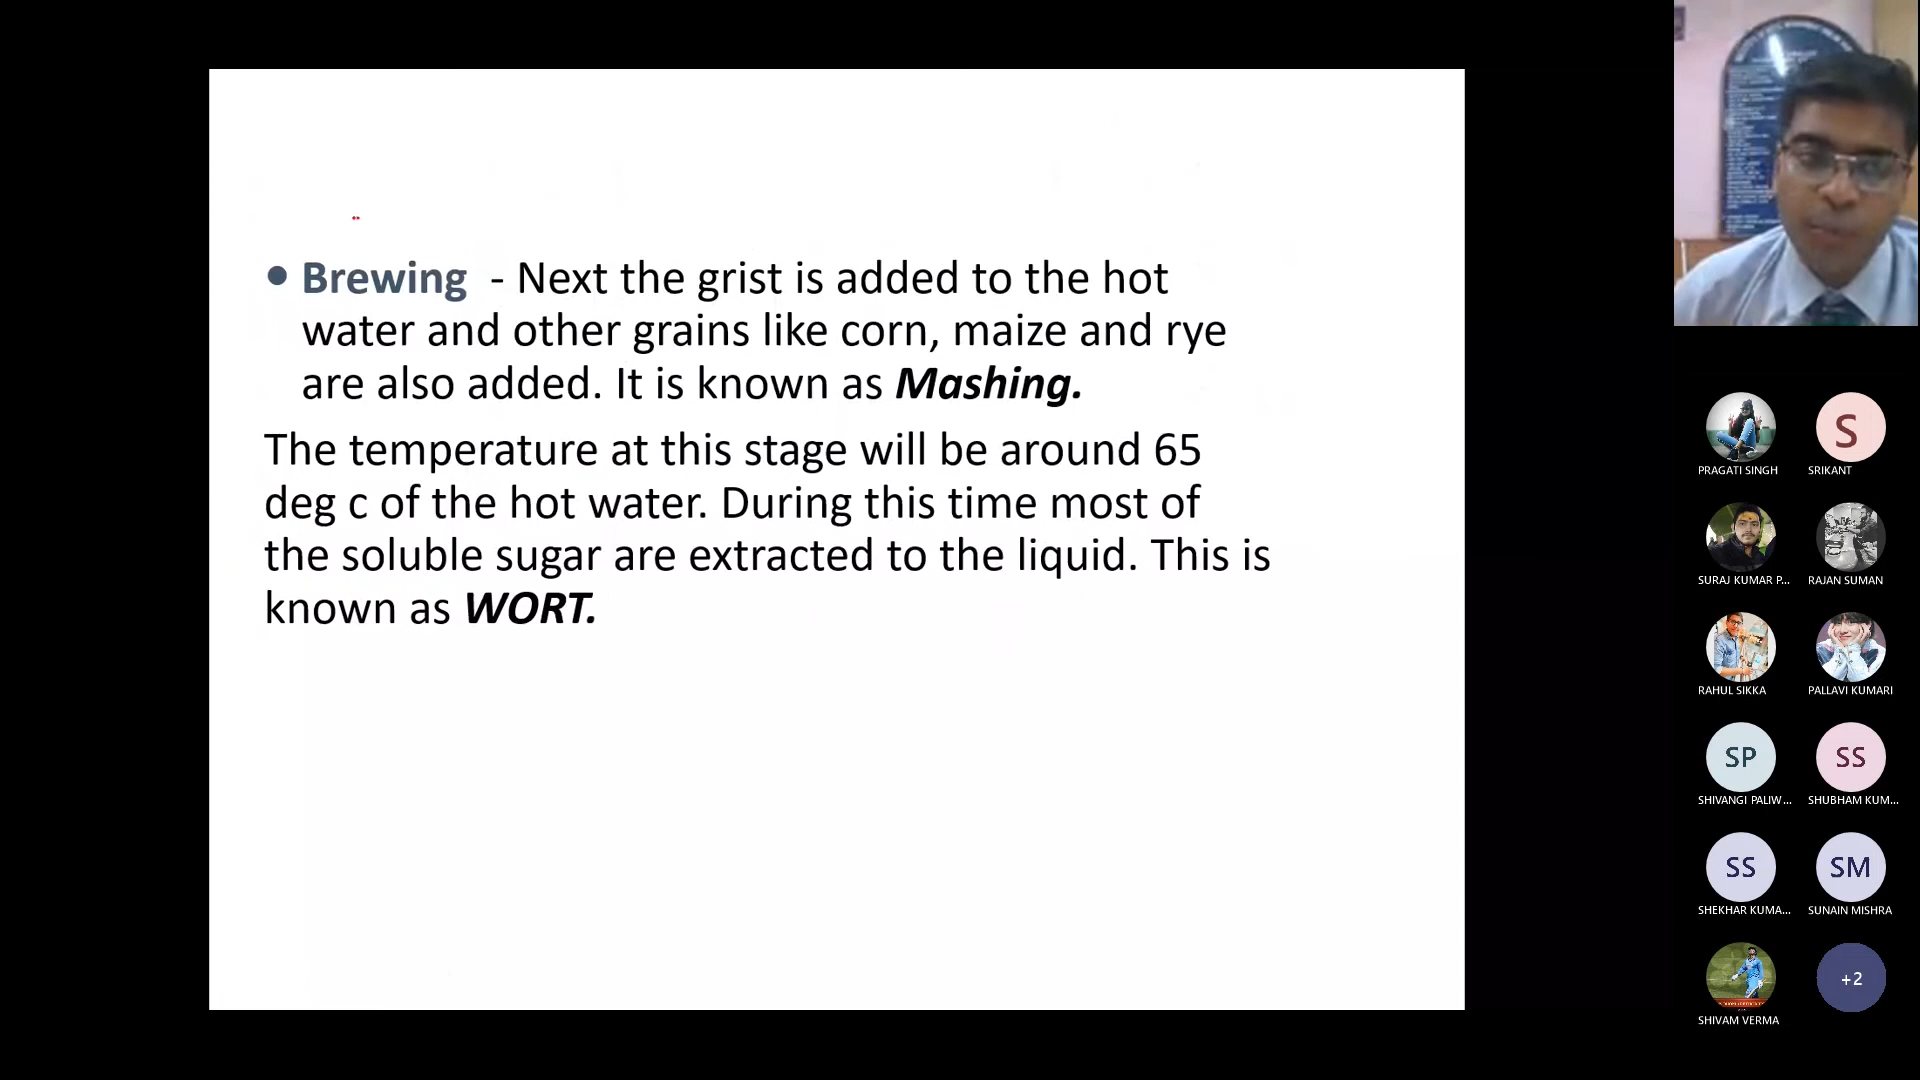 • Brewing - Next the grist is added to the hot
water and other grains like corn, maize and rye
are also added. It is known as Mashing.
The temperature at this stage will be around 65
deg c of the hot water. During this time most of
the soluble sugar are extracted to the liquid. This is
known as WORT.
PRAGATI SINGH
S
SRIKANT
SURAJ KUMAR P...
RAJAN SUMAN
RAHUL SIKKA
PALLAVI KUMARI
SP
SHIVANGI PALIW...
SS
SHUBHAM KUM...
SS
SHEKHAR KUMA...
SM
SUNAIN MISHRA
SHIVAM VERMA
+2